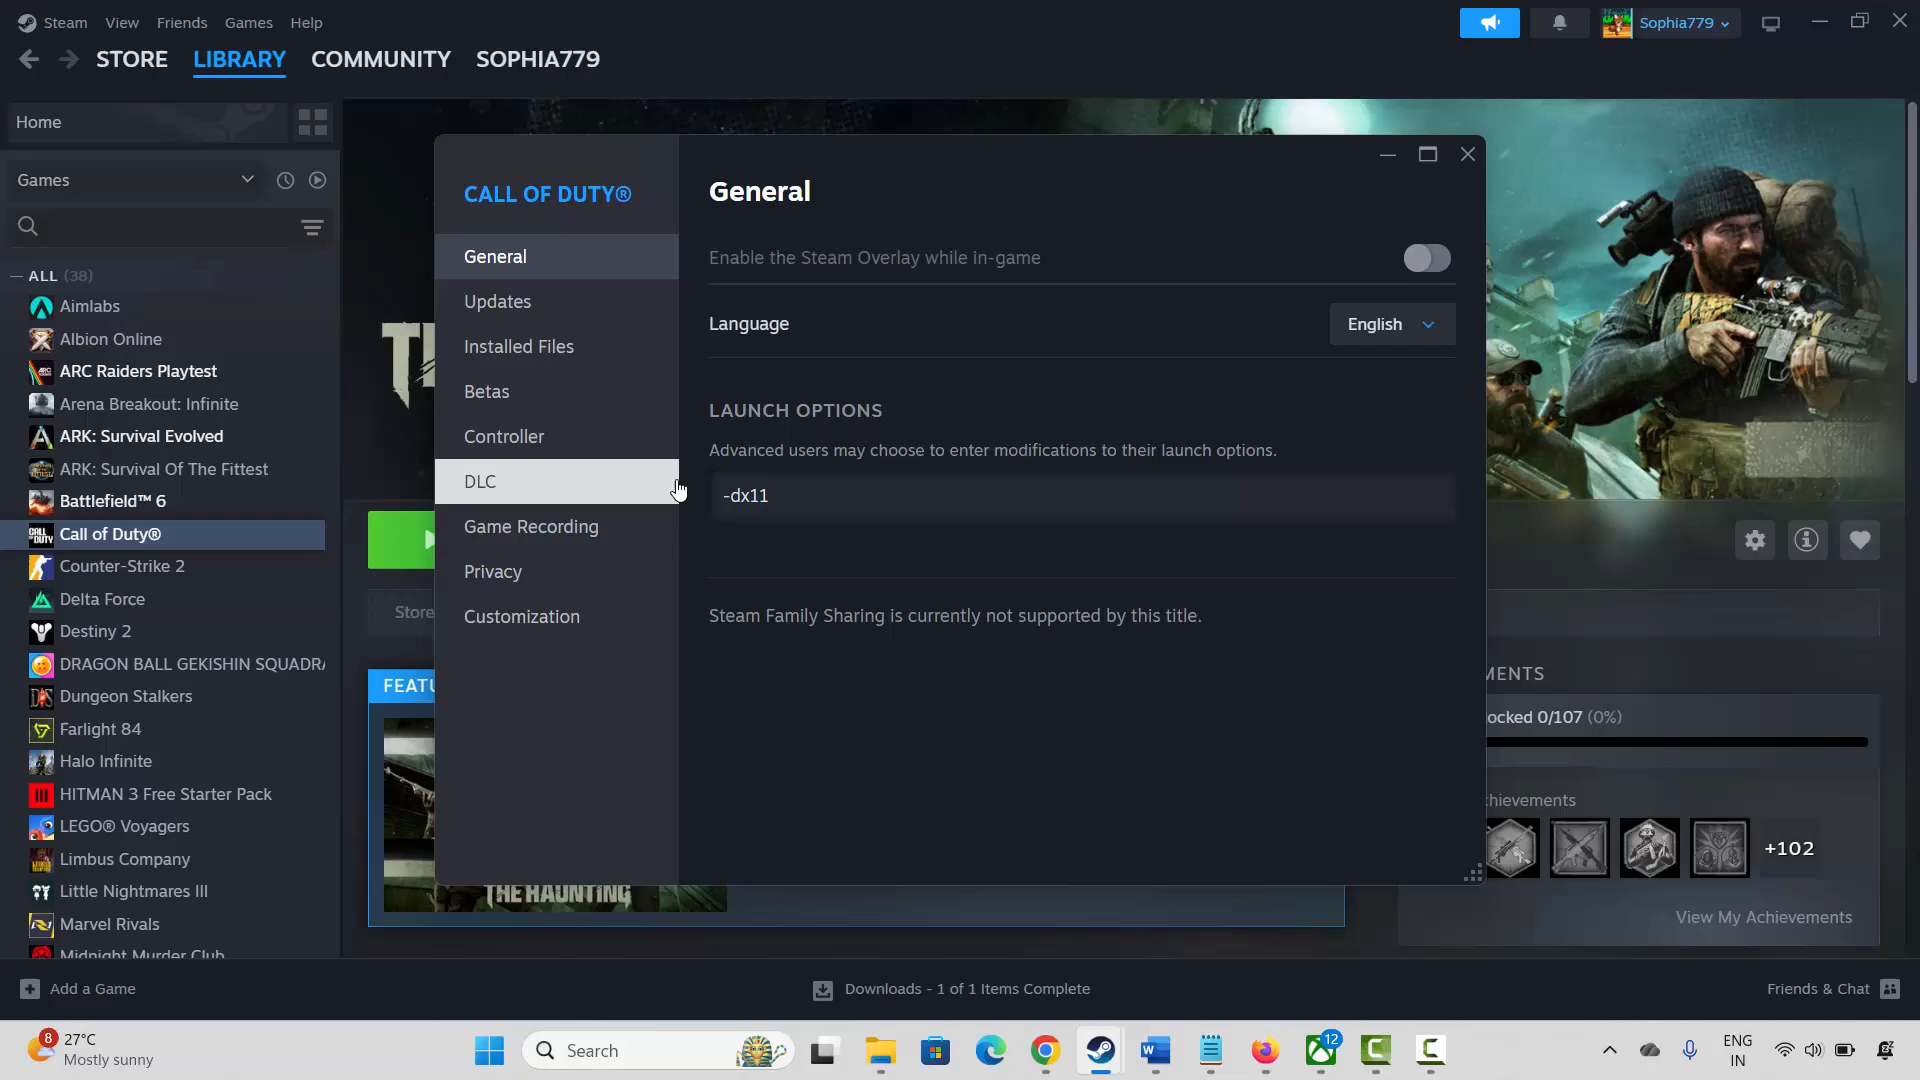 Steam View Friends Games Help
Sophia779
STORE LIBRARY COMMUNITY SOPHIA779
Home
Games
ALL (38)
Aimlabs
Albion Online
ARC Raiders Playtest
Arena Breakout: Infinite
ARK: Survival Evolved
ARK: Survival Of The Fittest
Battlefield™ 6
Call of Duty®
Counter-Strike 2
Delta Force
Destiny 2
DRAGON BALL GEKISHIN SQUADRA
Dungeon Stalkers
Farlight 84
Halo Infinite
HITMAN 3 Free Starter Pack
LEGO® Voyagers
Limbus Company
Little Nightmares III
Marvel Rivals
Midnight Murder Club
CALL OF DUTY®
General
Updates
Installed Files
Betas
Controller
DLC
Game Recording
Privacy
Customization
General
Enable the Steam Overlay while in-game
Language
English
LAUNCH OPTIONS
Advanced users may choose to enter modifications to their launch options.
-dx11
Steam Family Sharing is currently not supported by this title.
Store
FEATU
THE HAUNTING
MENTS
ocked 0/107 (0%)
chievements
+102
View My Achievements
Add a Game
Downloads - 1 of 1 Items Complete
Friends & Chat
8
27°C
Mostly sunny
Search
12
ENG
IN